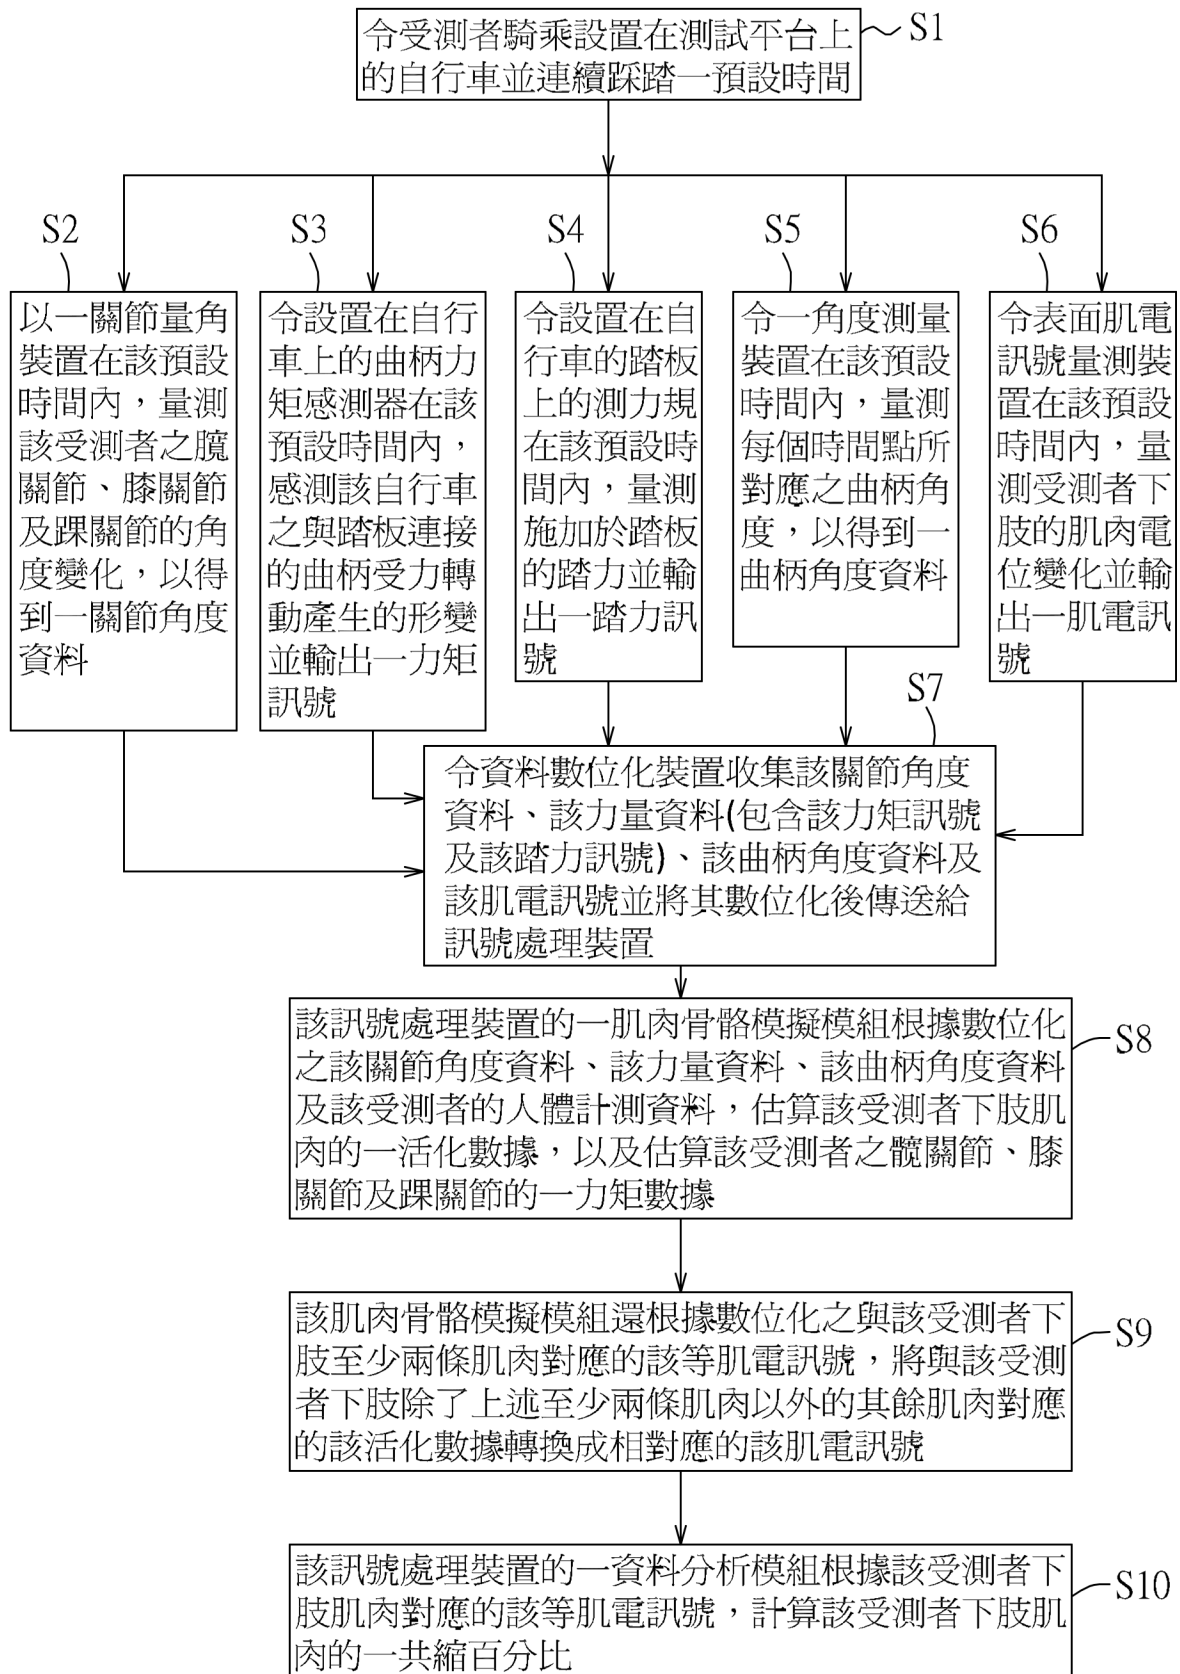 令受測者騎乘設置在測試平台上
的自行車並連續踩踏一預設時間
S1
S2
以一關節量角
裝置在該預設
時間內，量測
該受測者之髖
關節、膝關節
及踝關節的角
度變化，以得
到一關節角度
資料
S3
令設置在自行
車上的曲柄力
矩感測器在該
預設時間內，
感測該自行車
之與踏板連接
的曲柄受力轉
動產生的形變
並輸出一力矩
訊號
S4
令設置在自
行車的踏板
上的測力規
在該預設時
間內，量測
施加於踏板
的踏力並輸
出一踏力訊
號
S5
令一角度測量
裝置在該預設
時間內，量測
每個時間點所
對應之曲柄角
度，以得到一
曲柄角度資料
S6
令表面肌電
訊號量測裝
置在該預設
時間內，量
測受測者下
肢的肌肉電
位變化並輸
出一肌電訊
號
S7
令資料數位化裝置收集該關節角度
資料、該力量資料(包含該力矩訊號
及該踏力訊號)、該曲柄角度資料及
該肌電訊號並將其數位化後傳送給
訊號處理裝置
該訊號處理裝置的一肌肉骨骼模擬模組根據數位化
之該關節角度資料、該力量資料、該曲柄角度資料
及該受測者的人體計測資料，估算該受測者下肢肌
肉的一活化數據，以及估算該受測者之髖關節、膝
關節及踝關節的一力矩數據
S8
該肌肉骨骼模擬模組還根據數位化之與該受測者下
肢至少兩條肌肉對應的該等肌電訊號，將與該受測
者下肢除了上述至少兩條肌肉以外的其餘肌肉對應
的該活化數據轉換成相對應的該肌電訊號
S9
該訊號處理裝置的一資料分析模組根據該受測者下
肢肌肉對應的該等肌電訊號，計算該受測者下肢肌
肉的一共縮百分比
S10